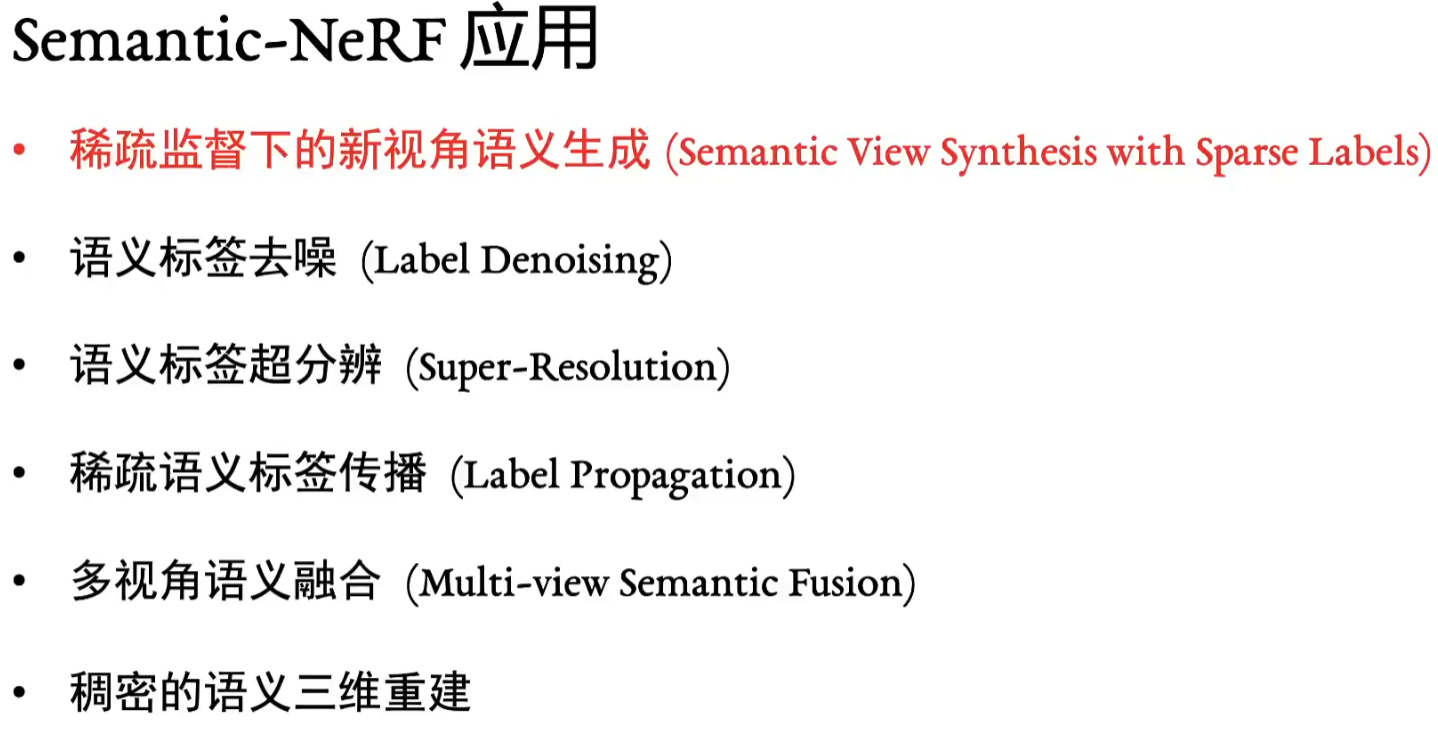 Semantic-NeRF 应用
• 稀疏监督下的新视角语义生成 (Semantic View Synthesis with Sparse Labels)
• 语义标签去噪 (Label Denoising)
• 语义标签超分辨 (Super-Resolution)
• 稀疏语义标签传播 (Label Propagation)
• 多视角语义融合 (Multi-view Semantic Fusion)
• 稠密的语义三维重建